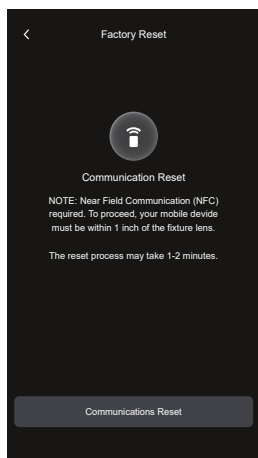 Factory Reset
Communication Reset
NOTE: Near Field Communication (NFC)
required. To proceed, your mobile devide
must be within 1 inch of the fixture lens.
The reset process may take 1-2 minutes.
Communications Reset